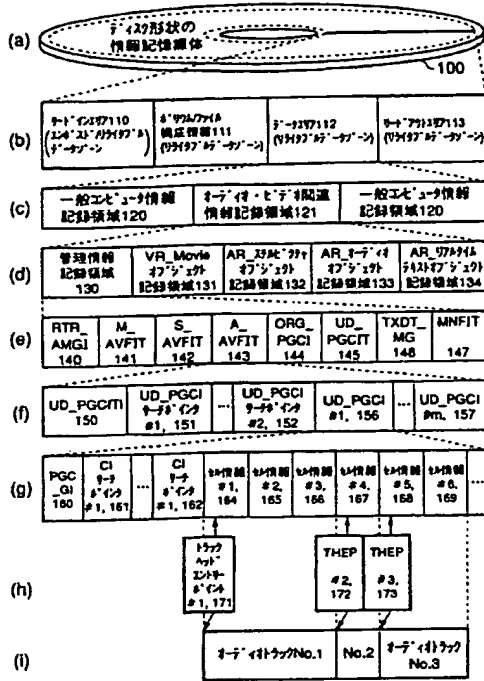 (a)
ディスク形状の
情報記憶媒体
100
(b)
リードインエリア110
(エンボスド/リライタブル
データゾーン)
ボリウム/ファイル
構成情報111
(リライタブルデータゾーン)
データエリア112
(リライタブルデータゾーン)
リードアウトエリア113
(リライタブルデータゾーン)
(c)
一般コンピュータ情報
記録領域120
オーディオ・ビデオ関連
情報記録領域121
一般コンピュータ情報
記録領域120
(d)
管理情報
記録領域
130
VR_Movie
オブジェクト
記録領域131
AR_スチルピクチャ
オブジェクト
記録領域132
AR_オーディオ
オブジェクト
記録領域133
AR_リアルタイム
テキストオブジェクト
記録領域134
(e)
RTR_
AMGI
140
M_
AVFIT
141
S_
AVFIT
142
A_
AVFIT
143
ORG_
PGCI
144
UD_
PGCIT
145
TXDT_
MG
146
MNFIT
147
(f)
UD_PGCITI
150
UD_PGCI
サーチポインタ
#1, 151
...
UD_PGCI
サーチポインタ
#2, 152
UD_PGCI
#1, 156
...
UD_PGCI
#m, 157
(g)
PGC
_GI
160
CI
サーチ
ポインタ
#1, 161
...
CI
サーチ
ポインタ
#1, 162
セル情報
#1,
164
セル情報
#2,
165
セル情報
#3,
166
セル情報
#4,
167
セル情報
#5,
168
セル情報
#6,
169
...
(h)
トラック
ヘッド
エントリー
ポイント
#1, 171
THEP
#2,
172
THEP
#3,
173
(i)
オーディオトラックNo.1
No.2
オーディオトラック
No.3